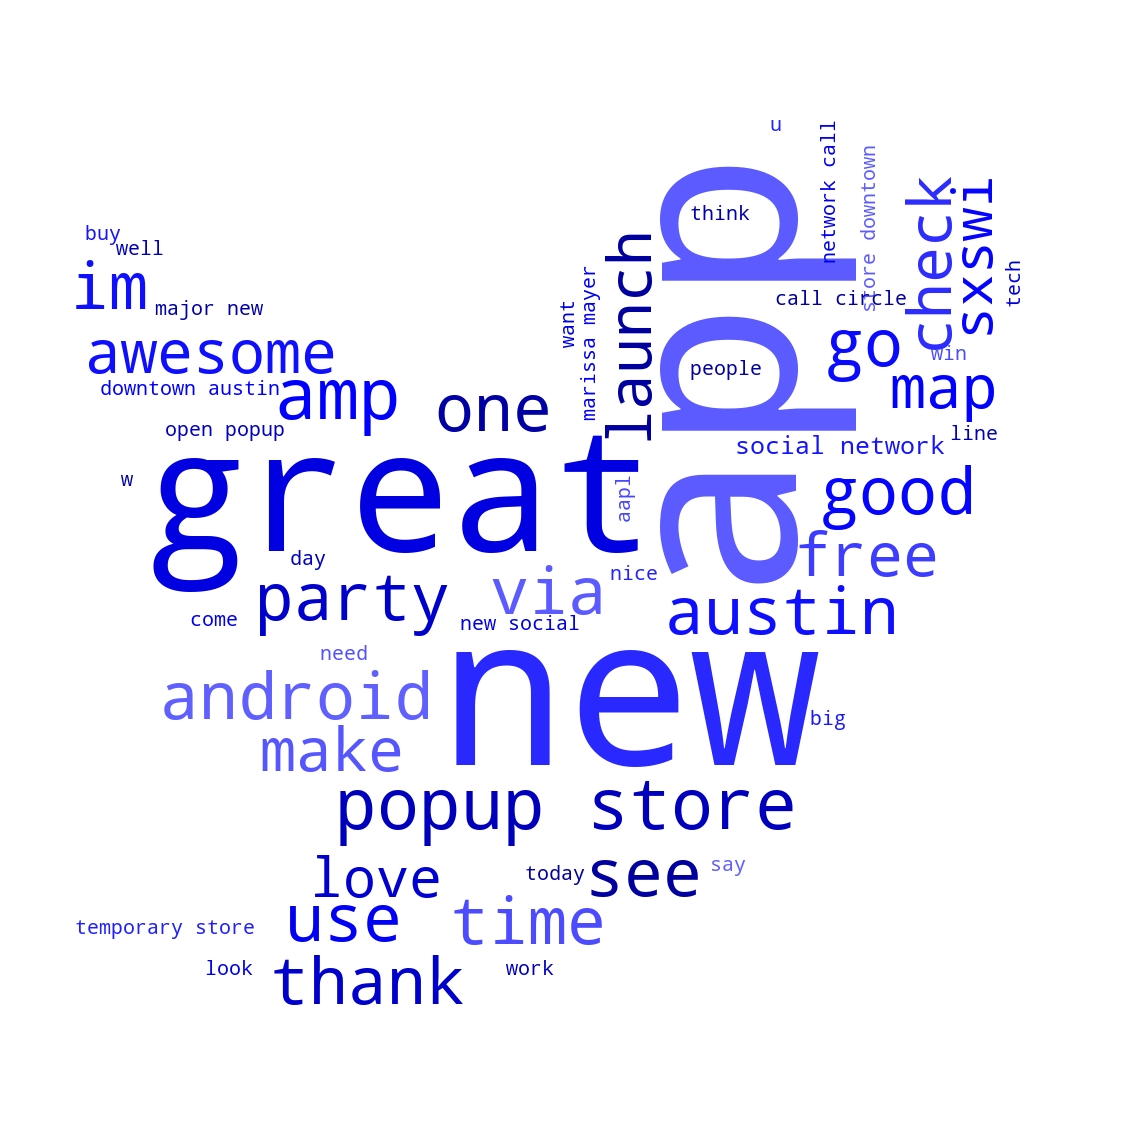 u
network call
store downtown
check
sxswi
think
app
buy
well
launch
im
major new
want
marissa mayer
call circle
tech
awesome
go
win
downtown austin
amp
one
people
map
open popup
social network
line
great
w
aapl
good
day
party
via
nice
free
come
new social
austin
need
android
new
big
make
popup store
love
today
see
say
temporary store
use
time
look
thank
work